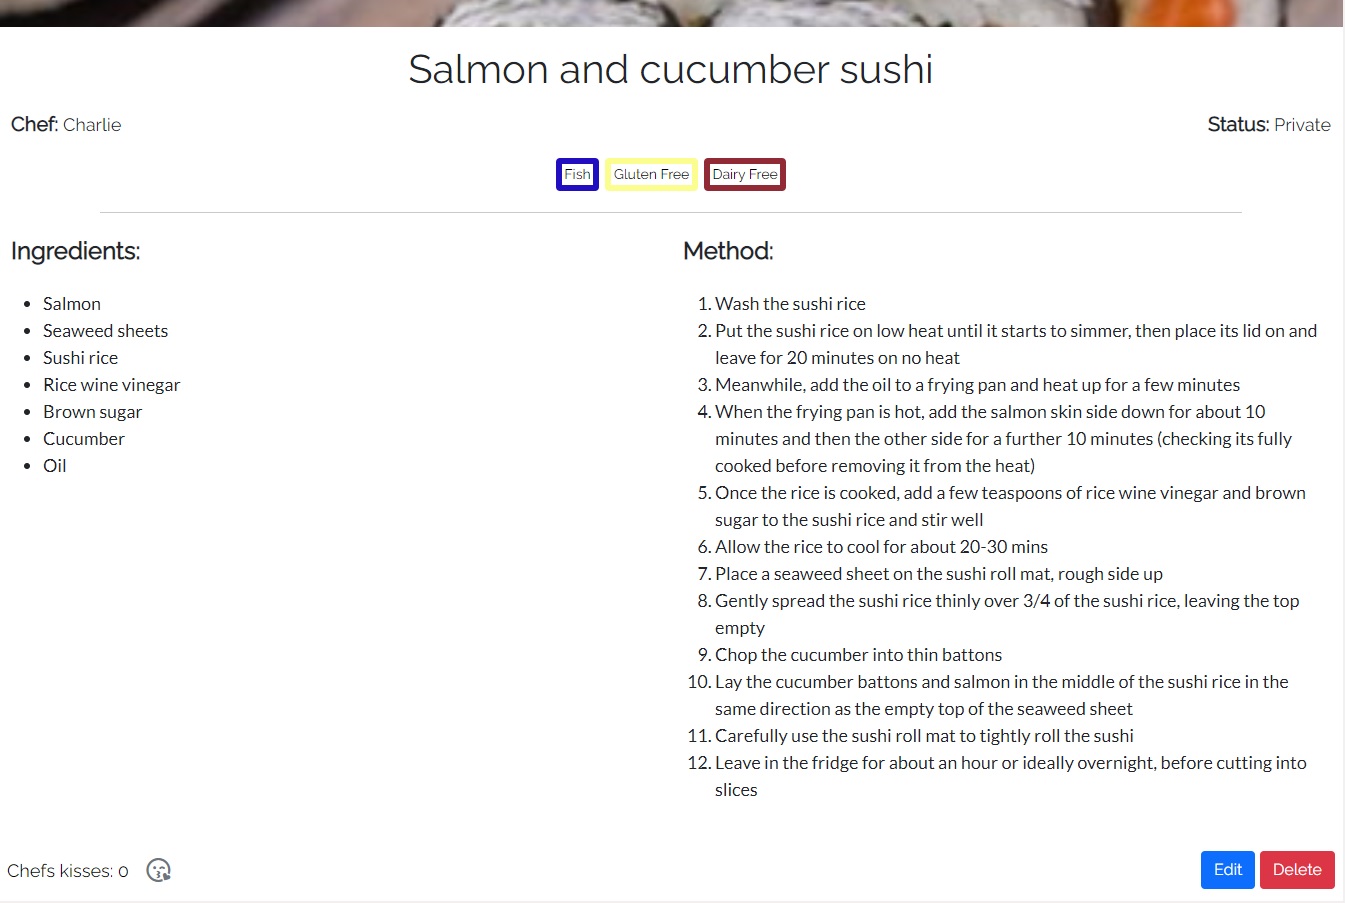 Salmon and cucumber sushi
Chef: Charlie
Status: Private
Fish
Gluten Free
Dairy Free
Ingredients:
Salmon
Seaweed sheets
Sushi rice
Rice wine vinegar
Brown sugar
Cucumber
Oil
Method:
1. Wash the sushi rice
2. Put the sushi rice on low heat until it starts to simmer, then place its lid on and
leave for 20 minutes on no heat
3. Meanwhile, add the oil to a frying pan and heat up for a few minutes
4. When the frying pan is hot, add the salmon skin side down for about 10
minutes and then the other side for a further 10 minutes (checking its fully
cooked before removing it from the heat)
5. Once the rice is cooked, add a few teaspoons of rice wine vinegar and brown
sugar to the sushi rice and stir well
6. Allow the rice to cool for about 20-30 mins
7. Place a seaweed sheet on the sushi roll mat, rough side up
8. Gently spread the sushi rice thinly over 3/4 of the sushi rice, leaving the top
empty
9. Chop the cucumber into thin battons
10. Lay the cucumber battons and salmon in the middle of the sushi rice in the
same direction as the empty top of the seaweed sheet
11. Carefully use the sushi roll mat to tightly roll the sushi
12. Leave in the fridge for about an hour or ideally overnight, before cutting into
slices
Chefs kisses: 0
Edit
Delete